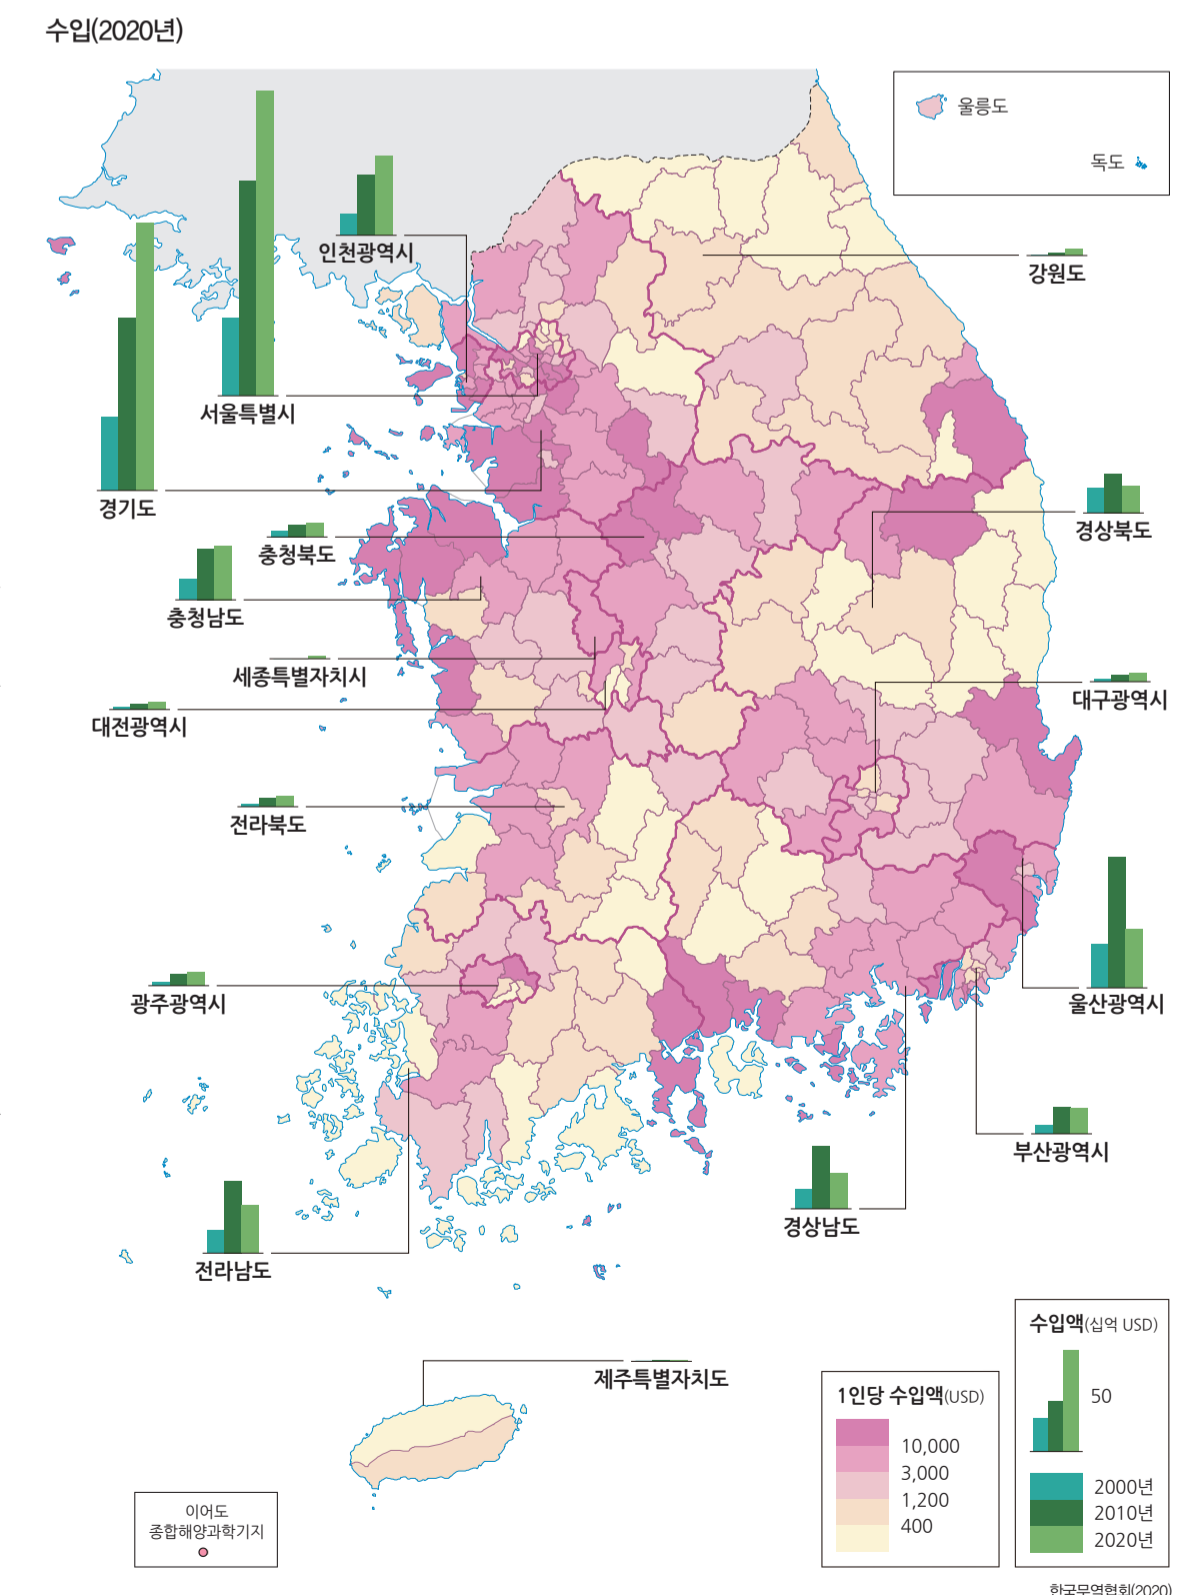 수입(2020년)
울릉도
독도
인천광역시
강원도
서울특별시
경기도
경상북도
충청북도
충청남도
세종특별자치시
대구광역시
대전광역시
전라북도
광주광역시
울산광역시
부산광역시
경상남도
전라남도
제주특별자치도
이어도
종합해양과학기지
1인당 수입액(USD)
10,000
3,000
1,200
400
수입액(십억 USD)
50
2000년
2010년
2020년
한국무역협회(2020)